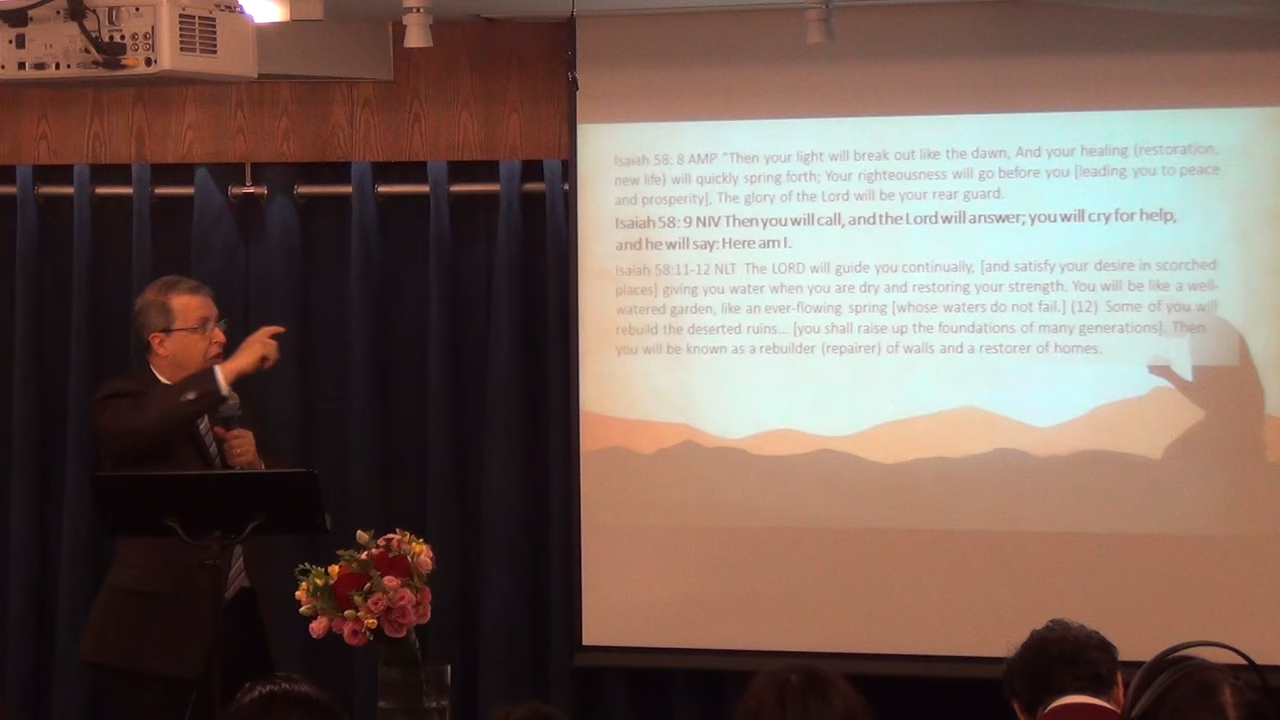 Isaiah 58: 8 AMP "Then your light will break out like the dawn, And your healing (restoration,
new life) will quickly spring forth; Your righteousness will go before you [leading you to peace
and prosperity], The glory of the Lord will be your rear guard.
Isaiah 58: 9 NIV Then you will call, and the Lord will answer; you will cry for help,
and he will say: Here am I.
Isaiah 58:11-12 NLT The LORD will guide you continually, [and satisfy your desire in scorched
places] giving you water when you are dry and restoring your strength. You will be like a well-
watered garden, like an ever-flowing spring [whose waters do not fail.] (12) Some of you will
rebuild the deserted ruins... [you shall raise up the foundations of many generations]. Then
you will be known as a rebuilder (repairer) of walls and a restorer of homes.